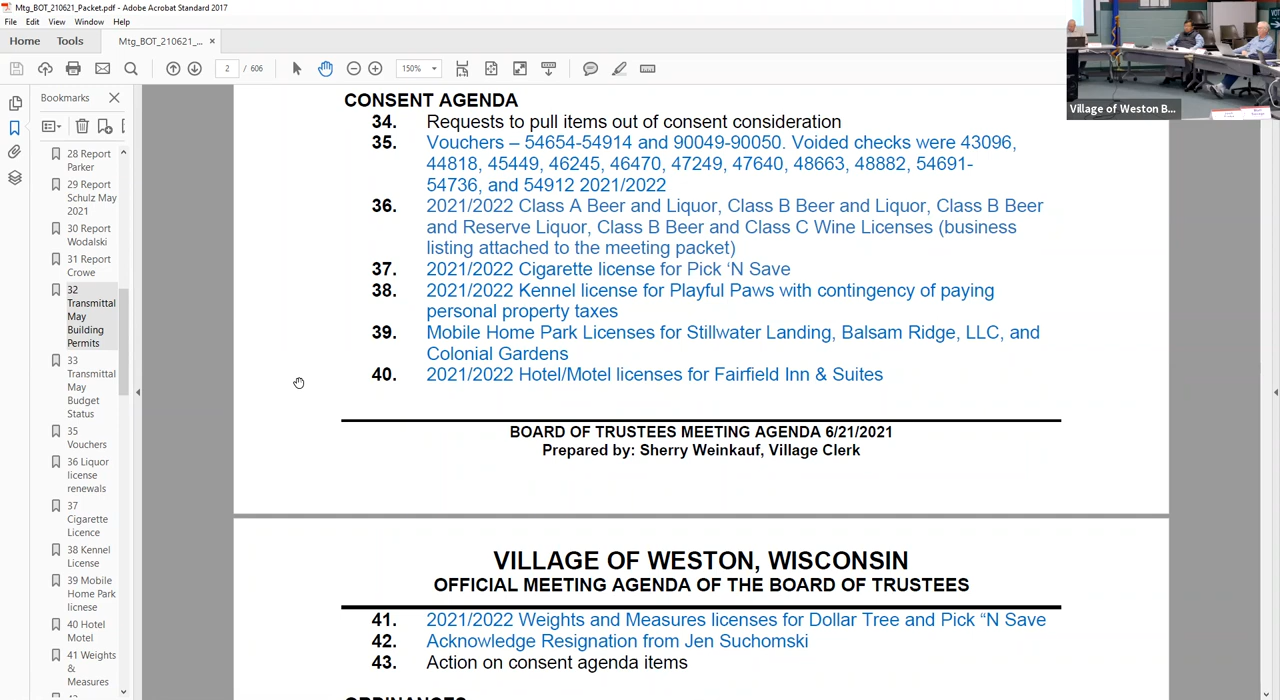 Mtg_BOT_210621_Packet.pdf - Adobe Acrobat Standard 2017
File Edit View Window Help
Home Tools Mtg_BOT_210621_... ×
2 / 606 150%
Bookmarks
28 Report
Parker
29 Report
Schulz May
2021
30 Report
Wodalski
31 Report
Crowe
32
Transmittal
May
Building
Permits
33
Transmittal
May
Budget
Status
35
Vouchers
36 Liquor
license
renewals
37
Cigarette
Licence
38 Kennel
License
39 Mobile
Home Park
licnese
40 Hotel
Motel
41 Weights
&
Measures
CONSENT AGENDA
34. Requests to pull items out of consent consideration
35. Vouchers – 54654-54914 and 90049-90050. Voided checks were 43096,
44818, 45449, 46245, 46470, 47249, 47640, 48663, 48882, 54691-
54736, and 54912 2021/2022
36. 2021/2022 Class A Beer and Liquor, Class B Beer and Liquor, Class B Beer
and Reserve Liquor, Class B Beer and Class C Wine Licenses (business
listing attached to the meeting packet)
37. 2021/2022 Cigarette license for Pick ‘N Save
38. 2021/2022 Kennel license for Playful Paws with contingency of paying
personal property taxes
39. Mobile Home Park Licenses for Stillwater Landing, Balsam Ridge, LLC, and
Colonial Gardens
40. 2021/2022 Hotel/Motel licenses for Fairfield Inn & Suites
BOARD OF TRUSTEES MEETING AGENDA 6/21/2021
Prepared by: Sherry Weinkauf, Village Clerk
VILLAGE OF WESTON, WISCONSIN
OFFICIAL MEETING AGENDA OF THE BOARD OF TRUSTEES
41. 2021/2022 Weights and Measures licenses for Dollar Tree and Pick “N Save
42. Acknowledge Resignation from Jen Suchomski
43. Action on consent agenda items
ORDINANCES
Village of Weston B...